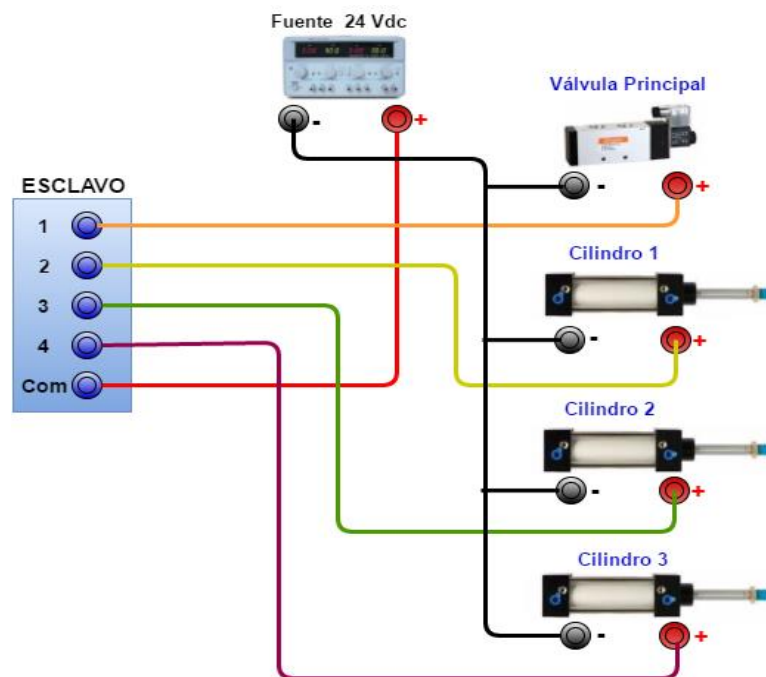 Fuente 24 Vdc
- +
Válvula Principal
- +
ESCLAVO
1
2
3
4
Com
Cilindro 1
- +
Cilindro 2
- +
Cilindro 3
- +